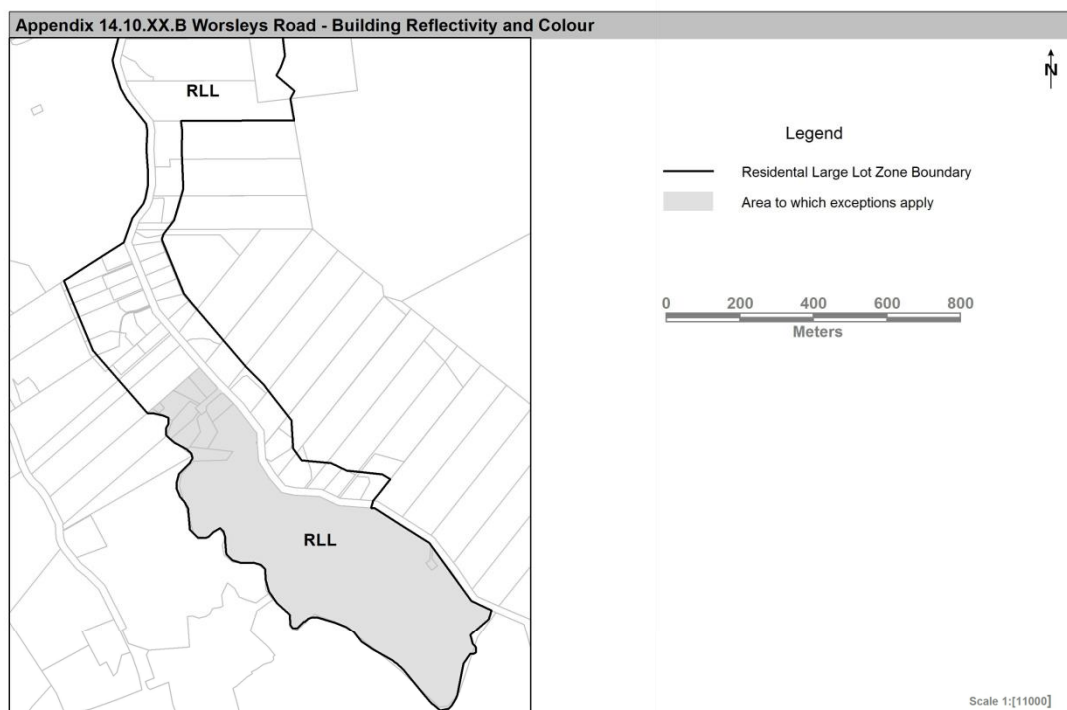 Appendix 14.10.XX.B Worsleys Road - Building Reflectivity and Colour
RLL
N
Legend
Residental Large Lot Zone Boundary
Area to which exceptions apply
0 200 400 600 800
Meters
RLL
Scale 1:[11000]